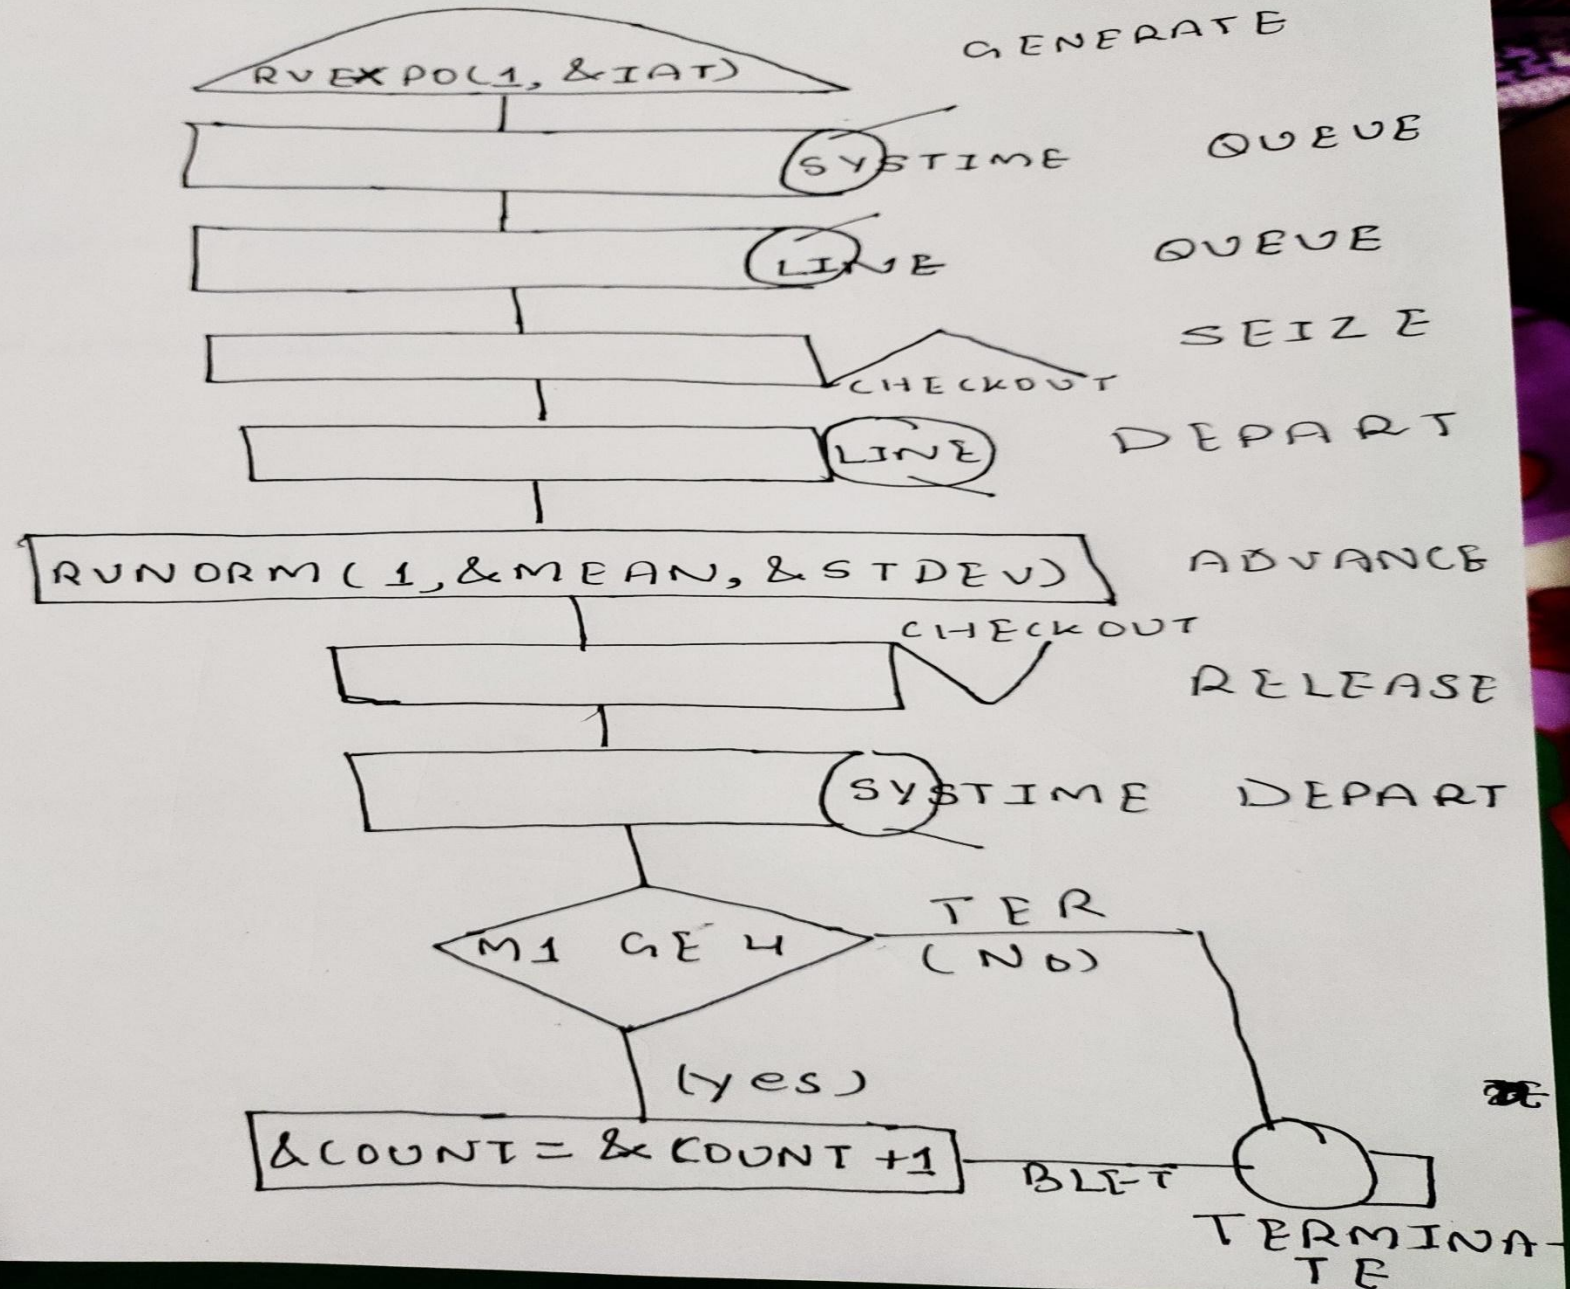 GENERATE
RVEXPO(1, &IAT)
SYSTIME QUEUE
LINE QUEUE
SEIZE
CHECKOUT
LINE DEPART
RVNORM(1, &MEAN, &STDEV) ADVANCE
CHECKOUT
RELEASE
SYSTIME DEPART
TER
M1 GE 4
(NO)
(yes)
&COUNT = &COUNT +1
BLET
TERMINA-
TE